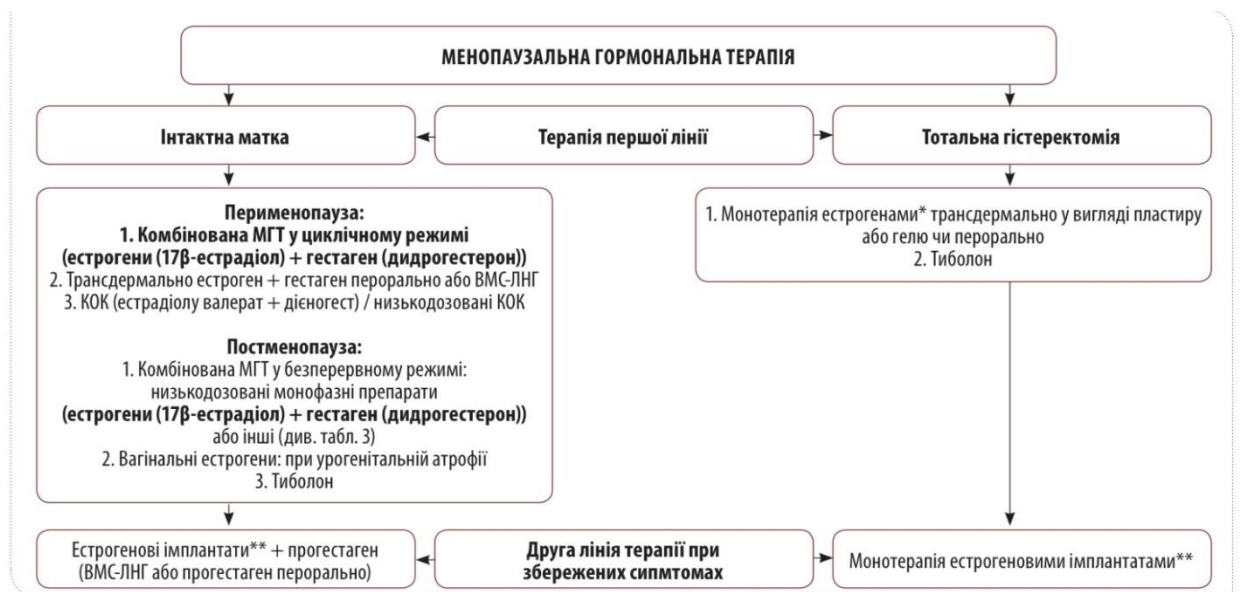 МЕНОПАУЗАЛЬНА ГОРМОНАЛЬНА ТЕРАПІЯ
Інтактна матка
Терапія першої лінії
Тотальна гістеректомія
Перименопауза:
1. Комбінована МГТ у циклічному режимі
(естрогени (17β-естрадіол) + гестаген (дидрогестерон))
2. Трансдермально естроген + гестаген перорально або ВМС-ЛНГ
3. КОК (естрадіолу валерат + дієногест) / низькодозовані КОК
Постменопауза:
1. Комбінована МГТ у безперервному режимі:
низькодозовані монофазні препарати
(естрогени (17β-естрадіол) + гестаген (дидрогестерон))
або інші (див. табл. 3)
2. Вагінальні естрогени: при урогенітальній атрофії
3. Тиболон
1. Монотерапія естрогенами* трансдермально у вигляді пластиру
або гелю чи перорально
2. Тиболон
Естрогенові імплантати** + прогестаген
(ВМС-ЛНГ або прогестаген перорально)
Друга лінія терапії при
збережених сипмтомах
Монотерапія естрогеновими імплантатами**